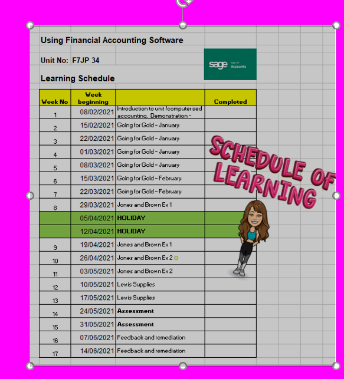 Using Financial Accounting Software
Unit No: F7JP 34
sage
Accounts
Learning Schedule
Week No Week beginning Completed
1 08/02/2021 Introduction to unit (computerised accounting. Demonstration -
2 15/02/2021 Going for Gold - January
3 22/02/2021 Going for Gold - January
4 01/03/2021 Going for Gold - January
5 08/03/2021 Going for Gold - January
6 15/03/2021 Going for Gold - February
7 22/03/2021 Going for Gold - February
8 29/03/2021 Jones and Brown Ex 1
05/04/2021 HOLIDAY
12/04/2021 HOLIDAY
9 19/04/2021 Jones and Brown Ex 1
10 26/04/2021 Jones and Brown Ex 2
11 03/05/2021 Jones and Brown Ex 2
12 10/05/2021 Lewis Supplies
13 17/05/2021 Lewis Supplies
14 24/05/2021 Assessment
15 31/05/2021 Assessment
16 07/06/2021 Feedback and remediation
17 14/06/2021 Feedback and remediation
SCHEDULE OF
LEARNING